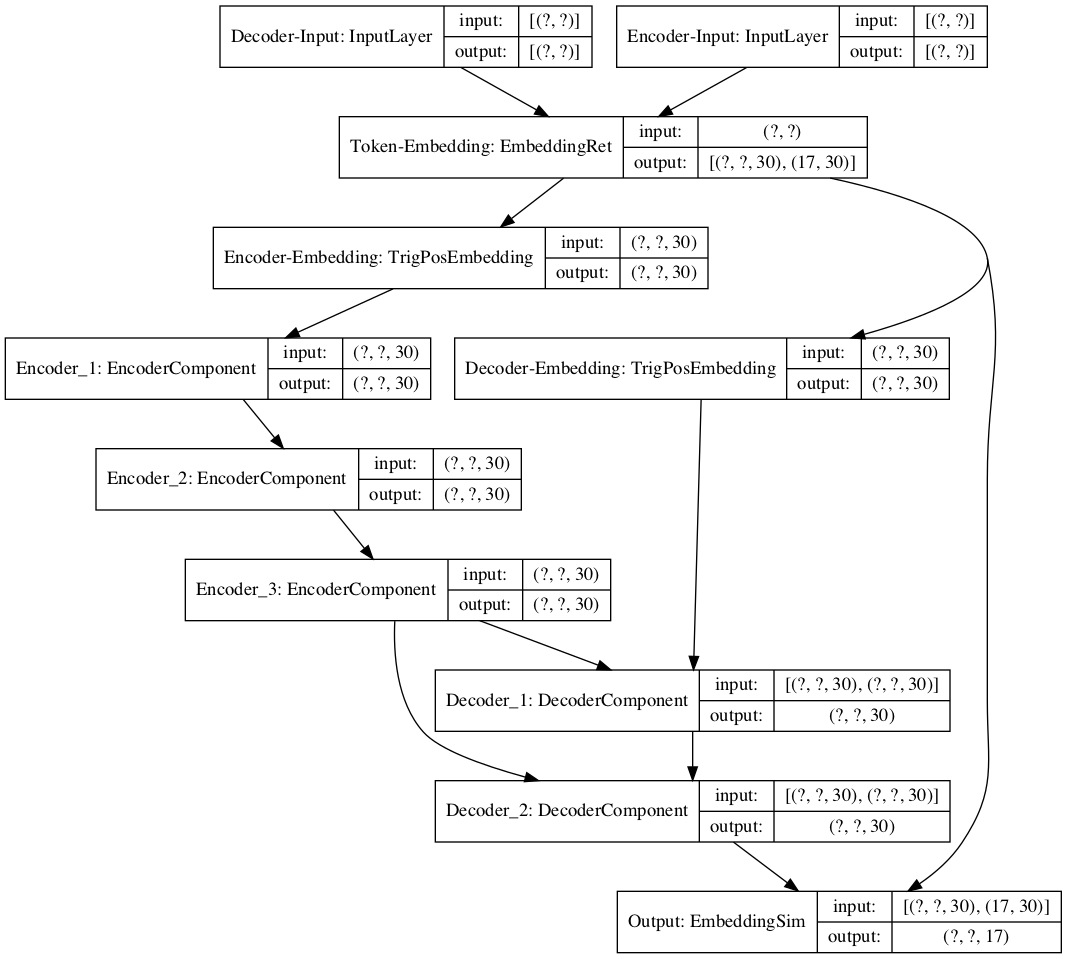 Decoder-Input: InputLayer
input:
[(?, ?)]
output:
[(?, ?)]
Encoder-Input: InputLayer
input:
[(?, ?)]
output:
[(?, ?)]
Token-Embedding: EmbeddingRet
input:
(?, ?)
output:
[(?, ?, 30), (17, 30)]
Encoder-Embedding: TrigPosEmbedding
input:
(?, ?, 30)
output:
(?, ?, 30)
Encoder_1: EncoderComponent
input:
(?, ?, 30)
output:
(?, ?, 30)
Decoder-Embedding: TrigPosEmbedding
input:
(?, ?, 30)
output:
(?, ?, 30)
Encoder_2: EncoderComponent
input:
(?, ?, 30)
output:
(?, ?, 30)
Encoder_3: EncoderComponent
input:
(?, ?, 30)
output:
(?, ?, 30)
Decoder_1: DecoderComponent
input:
[(?, ?, 30), (?, ?, 30)]
output:
(?, ?, 30)
Decoder_2: DecoderComponent
input:
[(?, ?, 30), (?, ?, 30)]
output:
(?, ?, 30)
Output: EmbeddingSim
input:
[(?, ?, 30), (17, 30)]
output:
(?, ?, 17)